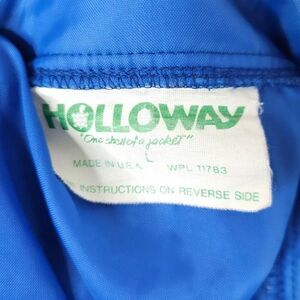 HOLLOWAY
"One shell of a jacket"
L
MADE IN U.S.A. WPL 11783
INSTRUCTIONS ON REVERSE SIDE